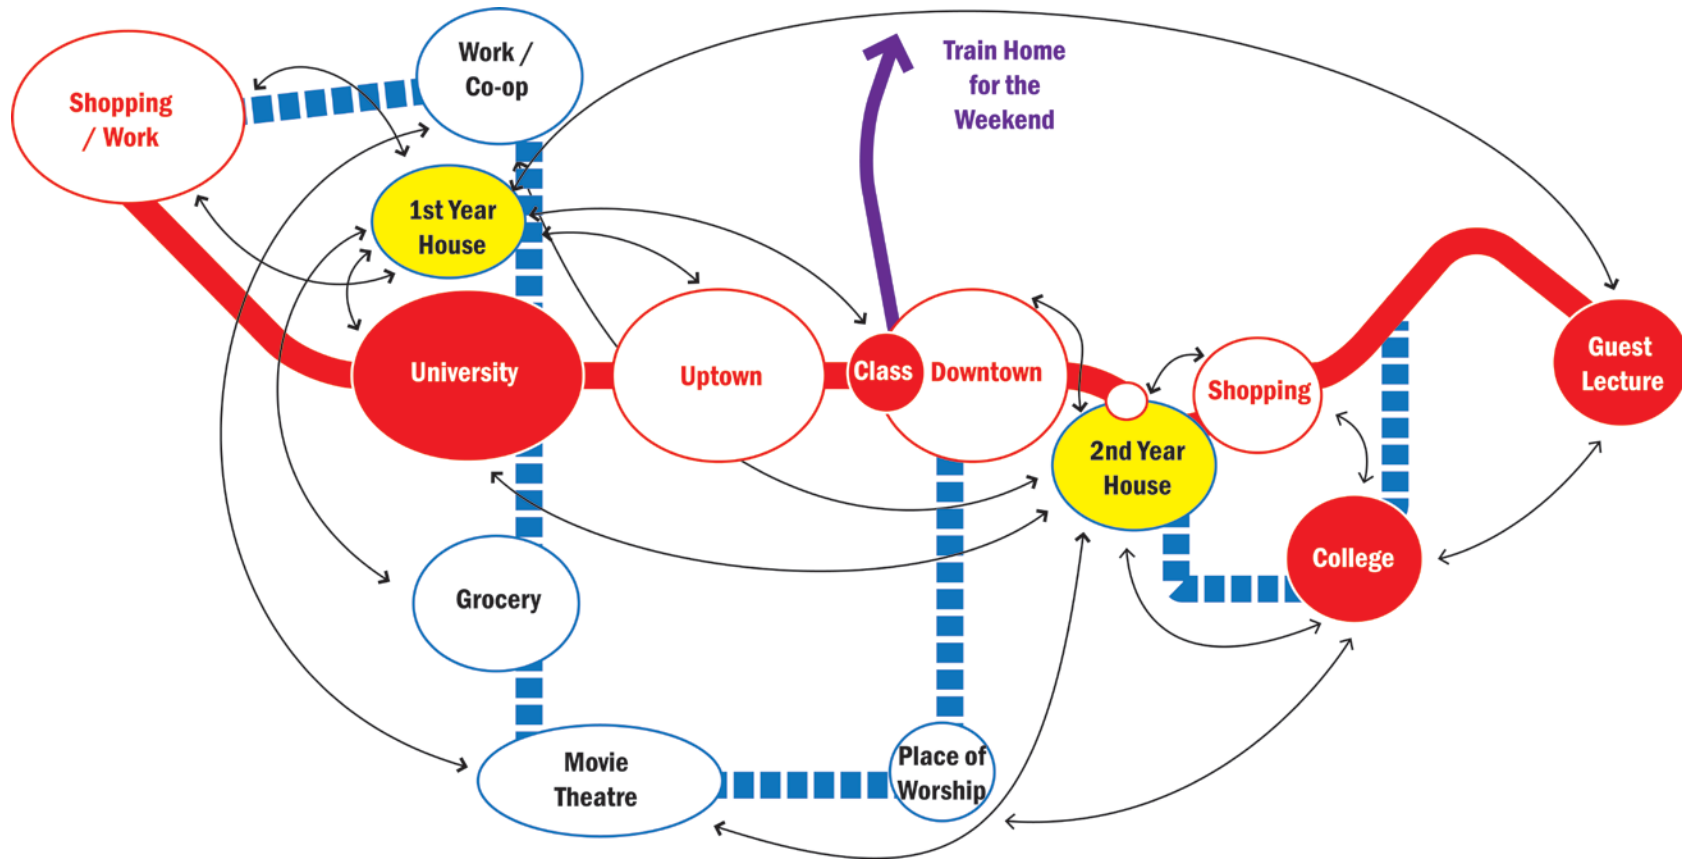 Shopping
/ Work
Work /
Co-op
Train Home
for the
Weekend
1st Year
House
University
Uptown
Class
Downtown
Shopping
Guest
Lecture
2nd Year
House
College
Grocery
Movie
Theatre
Place of
Worship